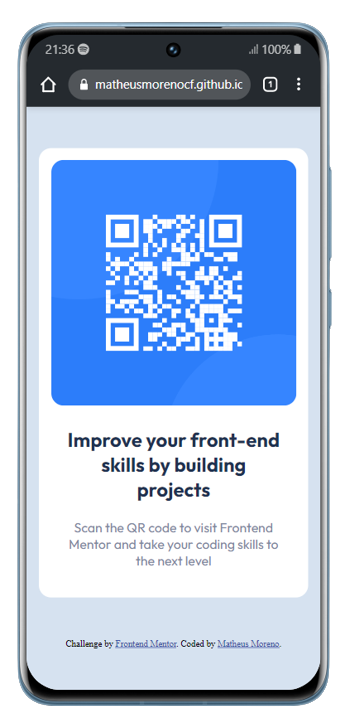 21:36 100%
matheusmorenocf.github.io 1
Improve your front-end
skills by building
projects
Scan the QR code to visit Frontend
Mentor and take your coding skills to
the next level
Challenge by Frontend Mentor. Coded by Matheus Moreno.